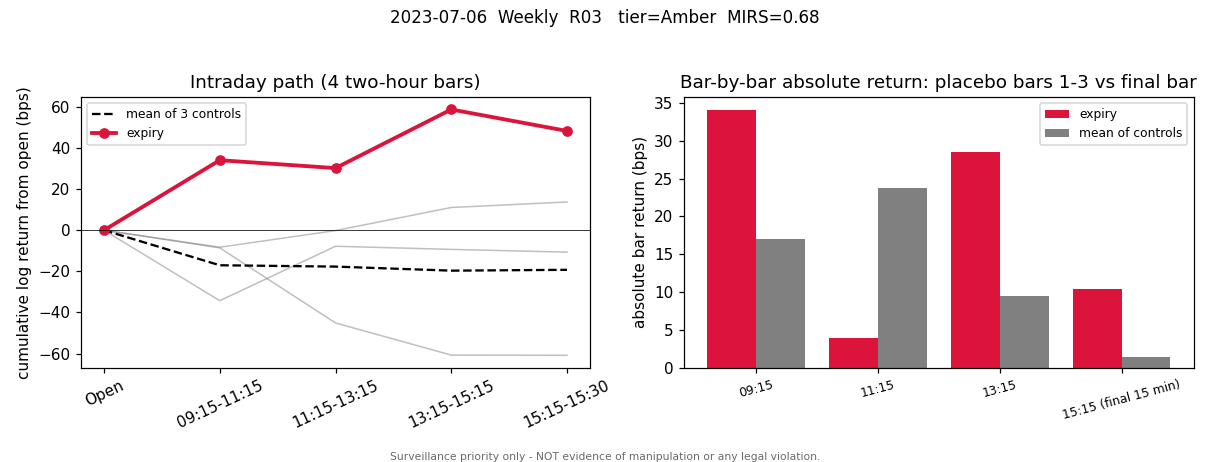 2023-07-06  Weekly  R03   tier=Amber  MIRS=0.68
Intraday path (4 two-hour bars)
cumulative log return from open (bps)
60
40
20
0
−20
−40
−60
mean of 3 controls
expiry
Open
09:15-11:15
11:15-13:15
13:15-15:15
15:15-15:30
Bar-by-bar absolute return: placebo bars 1-3 vs final bar
absolute bar return (bps)
35
30
25
20
15
10
5
0
expiry
mean of controls
09:15
11:15
13:15
15:15 (final 15 min)
Surveillance priority only - NOT evidence of manipulation or any legal violation.